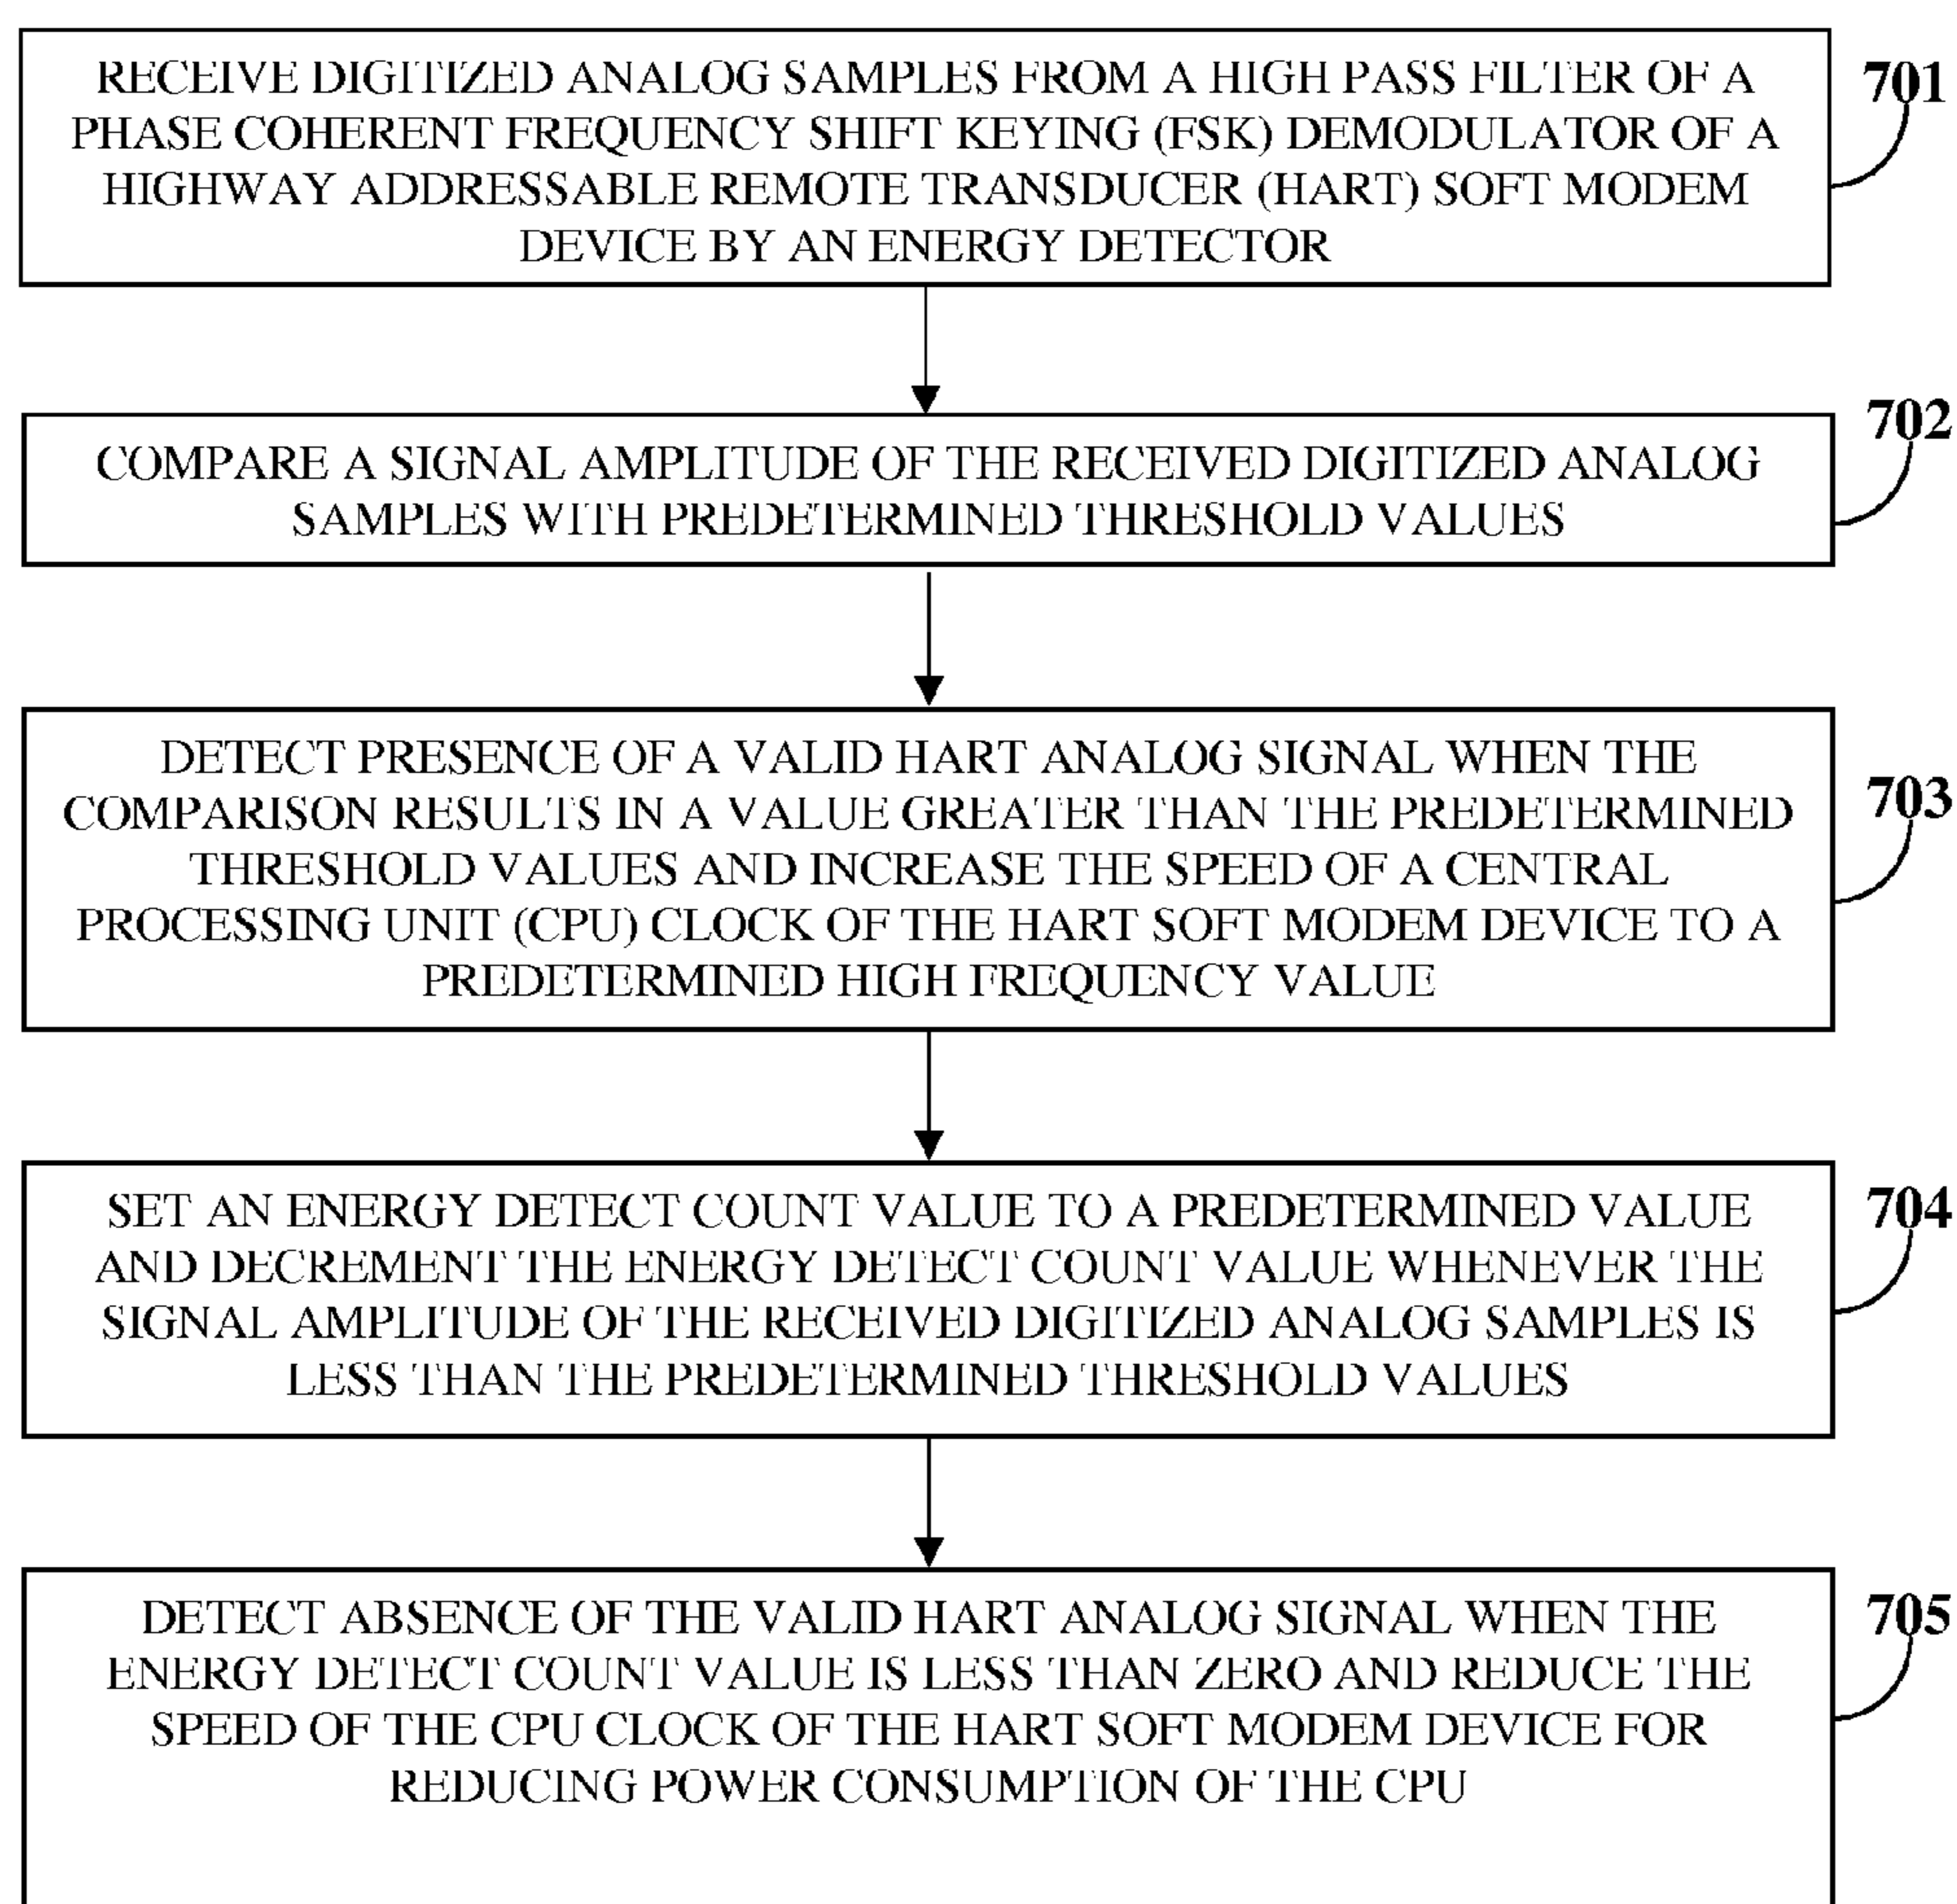 RECEIVE DIGITIZED ANALOG SAMPLES FROM A HIGH PASS FILTER OF A
PHASE COHERENT FREQUENCY SHIFT KEYING (FSK) DEMODULATOR OF A
HIGHWAY ADDRESSABLE REMOTE TRANSDUCER (HART) SOFT MODEM
DEVICE BY AN ENERGY DETECTOR
701
COMPARE A SIGNAL AMPLITUDE OF THE RECEIVED DIGITIZED ANALOG
SAMPLES WITH PREDETERMINED THRESHOLD VALUES
702
DETECT PRESENCE OF A VALID HART ANALOG SIGNAL WHEN THE
COMPARISON RESULTS IN A VALUE GREATER THAN THE PREDETERMINED
THRESHOLD VALUES AND INCREASE THE SPEED OF A CENTRAL
PROCESSING UNIT (CPU) CLOCK OF THE HART SOFT MODEM DEVICE TO A
PREDETERMINED HIGH FREQUENCY VALUE
703
SET AN ENERGY DETECT COUNT VALUE TO A PREDETERMINED VALUE
AND DECREMENT THE ENERGY DETECT COUNT VALUE WHENEVER THE
SIGNAL AMPLITUDE OF THE RECEIVED DIGITIZED ANALOG SAMPLES IS
LESS THAN THE PREDETERMINED THRESHOLD VALUES
704
DETECT ABSENCE OF THE VALID HART ANALOG SIGNAL WHEN THE
ENERGY DETECT COUNT VALUE IS LESS THAN ZERO AND REDUCE THE
SPEED OF THE CPU CLOCK OF THE HART SOFT MODEM DEVICE FOR
REDUCING POWER CONSUMPTION OF THE CPU
705